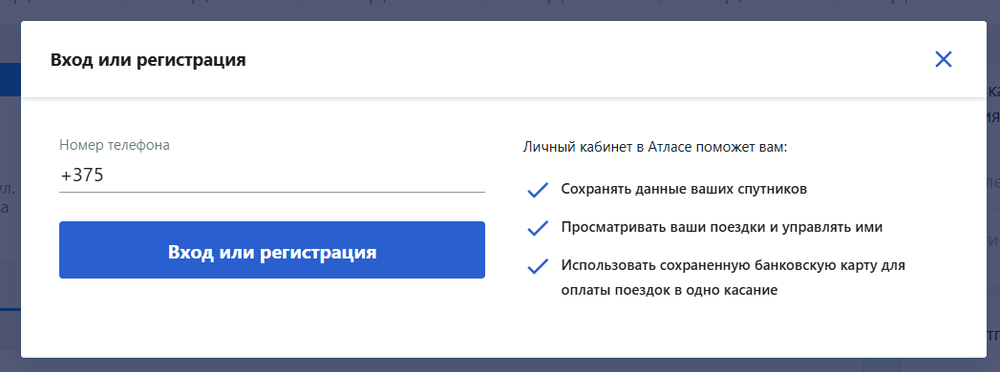 Вход или регистрация
Номер телефона
+375
Вход или регистрация
Личный кабинет в Атласе поможет вам:
Сохранять данные ваших спутников
Просматривать ваши поездки и управлять ими
Использовать сохраненную банковскую карту для
оплаты поездок в одно касание
ул.